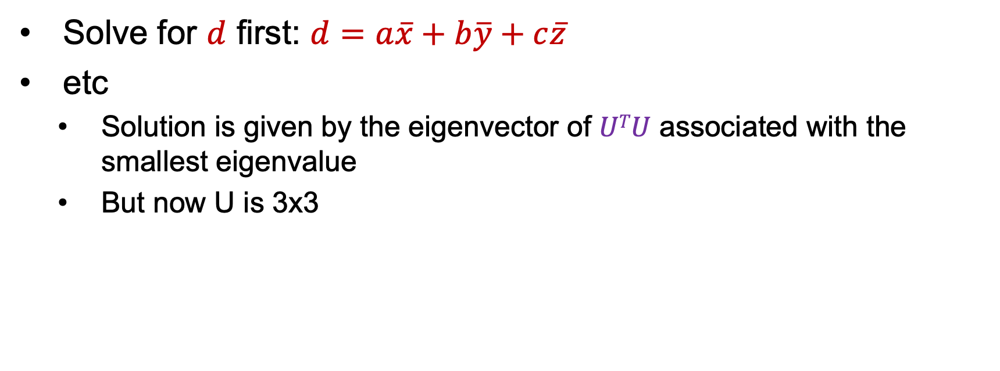 • Solve for d first: d = ax̄ + bȳ + cz̄
• etc
• Solution is given by the eigenvector of UᵀU associated with the
smallest eigenvalue
• But now U is 3x3